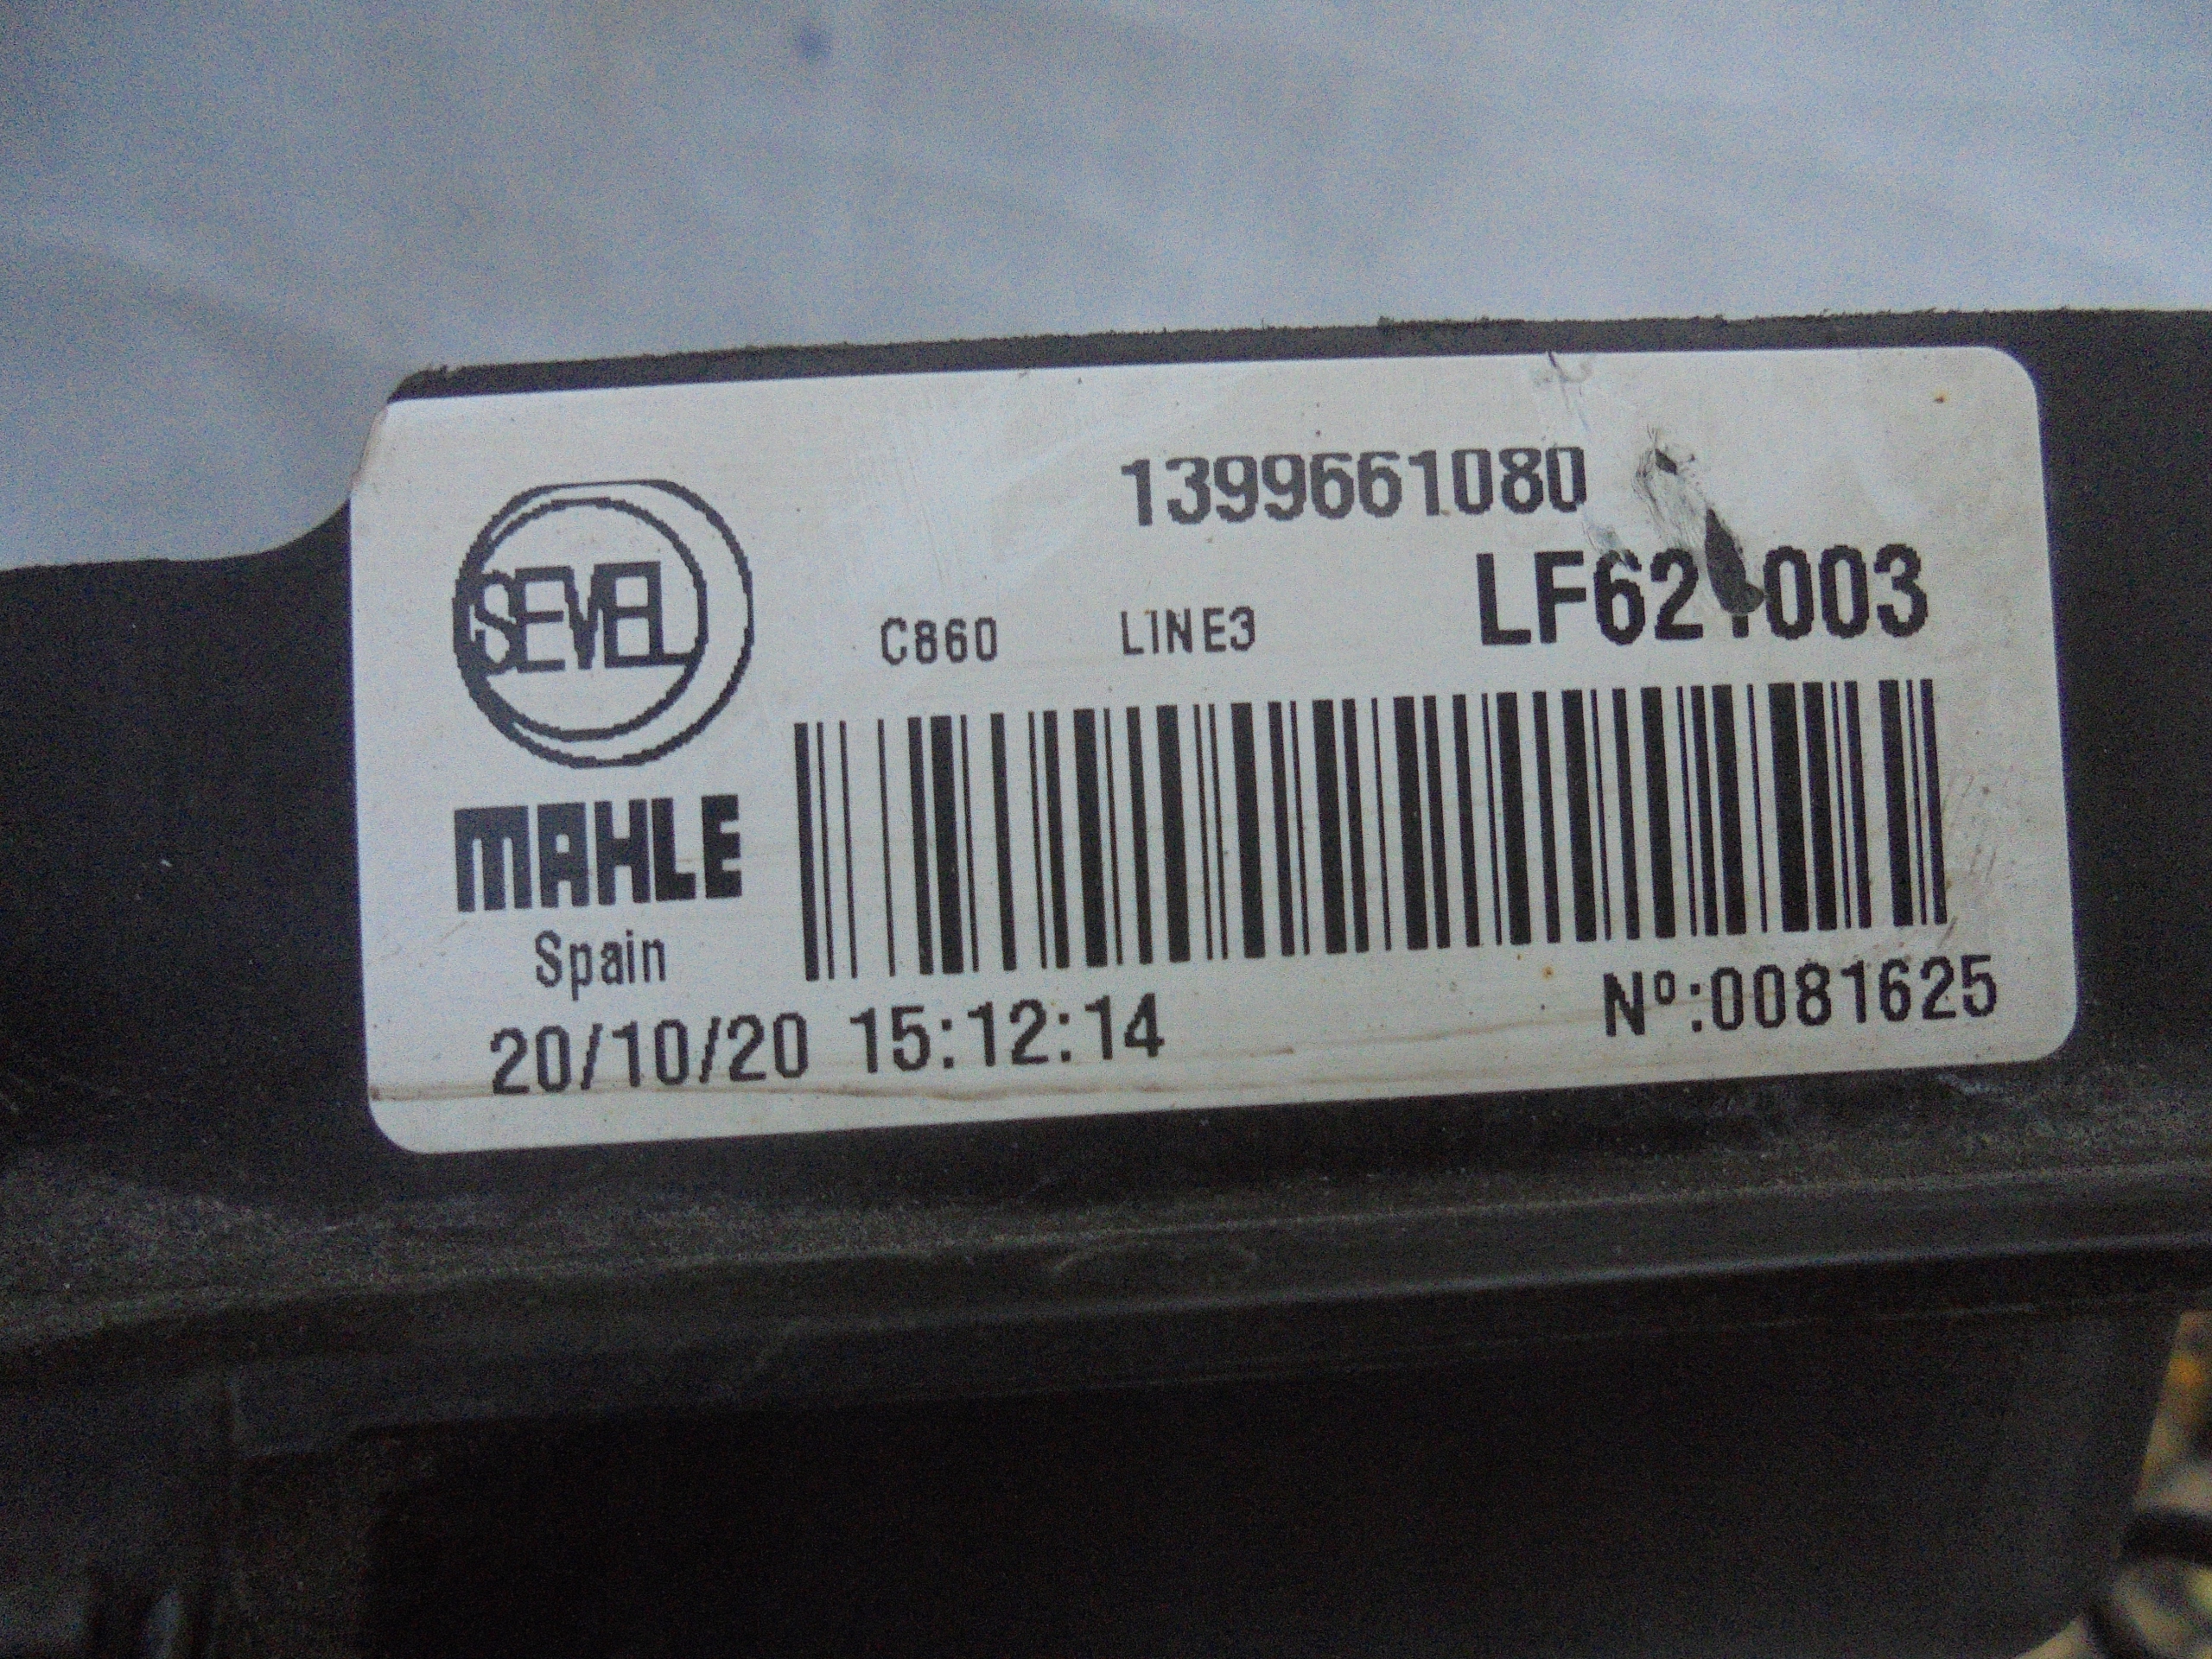 1399661080
SEVEL
C860 LINE3
MAHLE
Spain
20/10/20 15:12:14 Nº:0081625